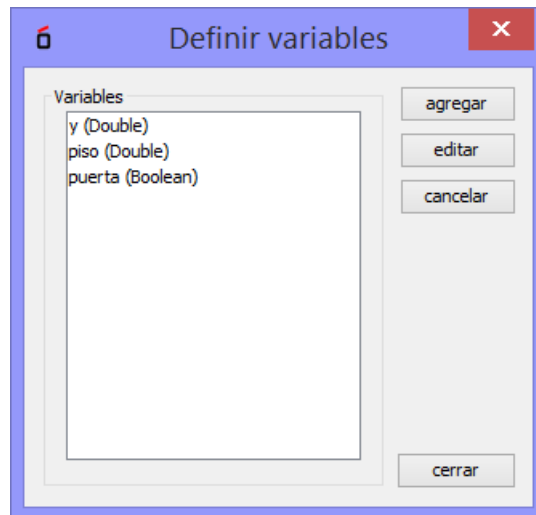 Definir variables
Variables
y (Double)
piso (Double)
puerta (Boolean)
agregar
editar
cancelar
cerrar